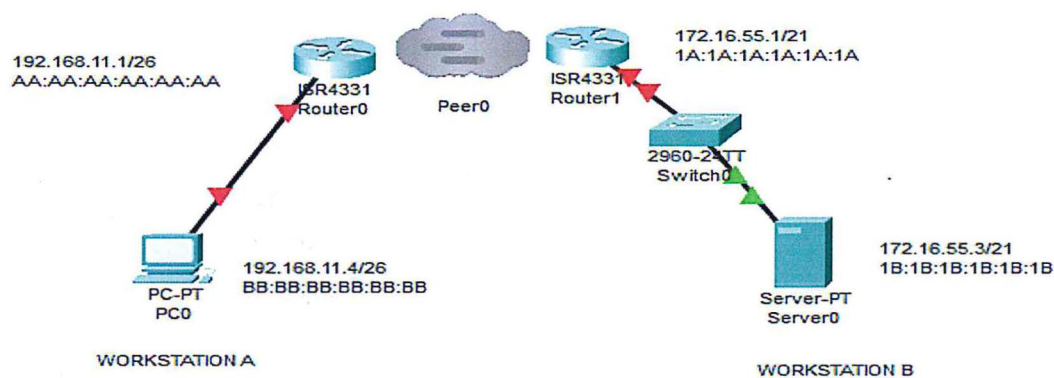 192.168.11.1/26
AA:AA:AA:AA:AA:AA
ISR4331
Router0
Peer0
ISR4331
Router1
172.16.55.1/21
1A:1A:1A:1A:1A:1A
2960-24TT
Switch0
PC-PT
PC0
192.168.11.4/26
BB:BB:BB:BB:BB:BB
Server-PT
Server0
172.16.55.3/21
1B:1B:1B:1B:1B:1B
WORKSTATION A
WORKSTATION B